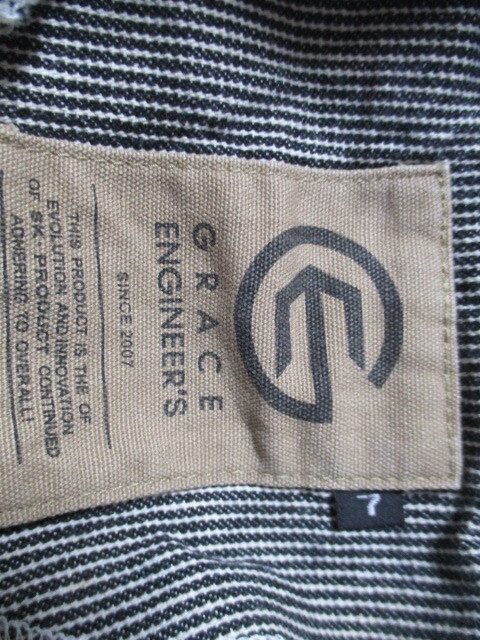 GRACE
ENGINEER'S
SINCE 2007
THIS PRODUCT IS THE OF
EVOLUTION AND INNOVATION
OF SK-PRODUCT CONTINUED
ADHERING TO OVERALL!